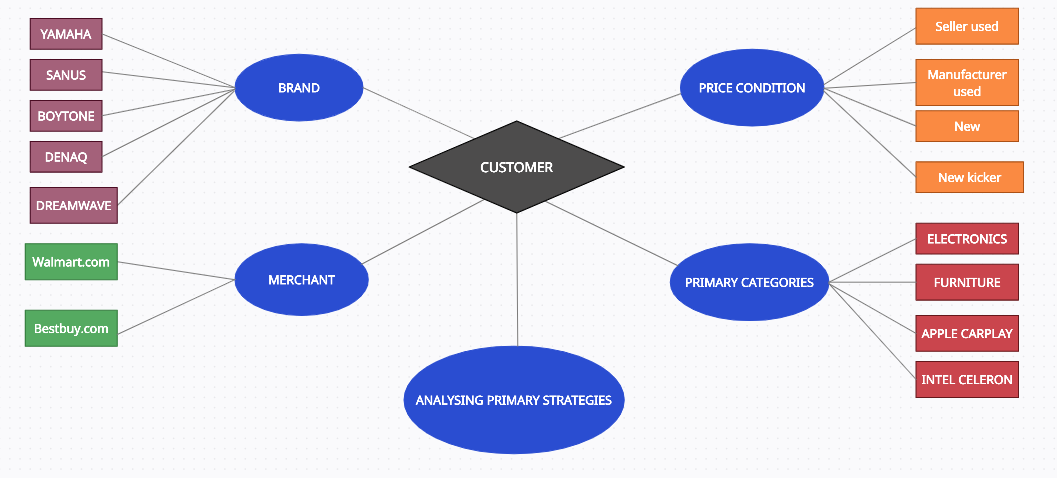 YAMAHA
SANUS
BOYTONE
DENAQ
DREAMWAVE
BRAND
Walmart.com
Bestbuy.com
MERCHANT
CUSTOMER
ANALYSING PRIMARY STRATEGIES
PRICE CONDITION
Seller used
Manufacturer
used
New
New kicker
PRIMARY CATEGORIES
ELECTRONICS
FURNITURE
APPLE CARPLAY
INTEL CELERON